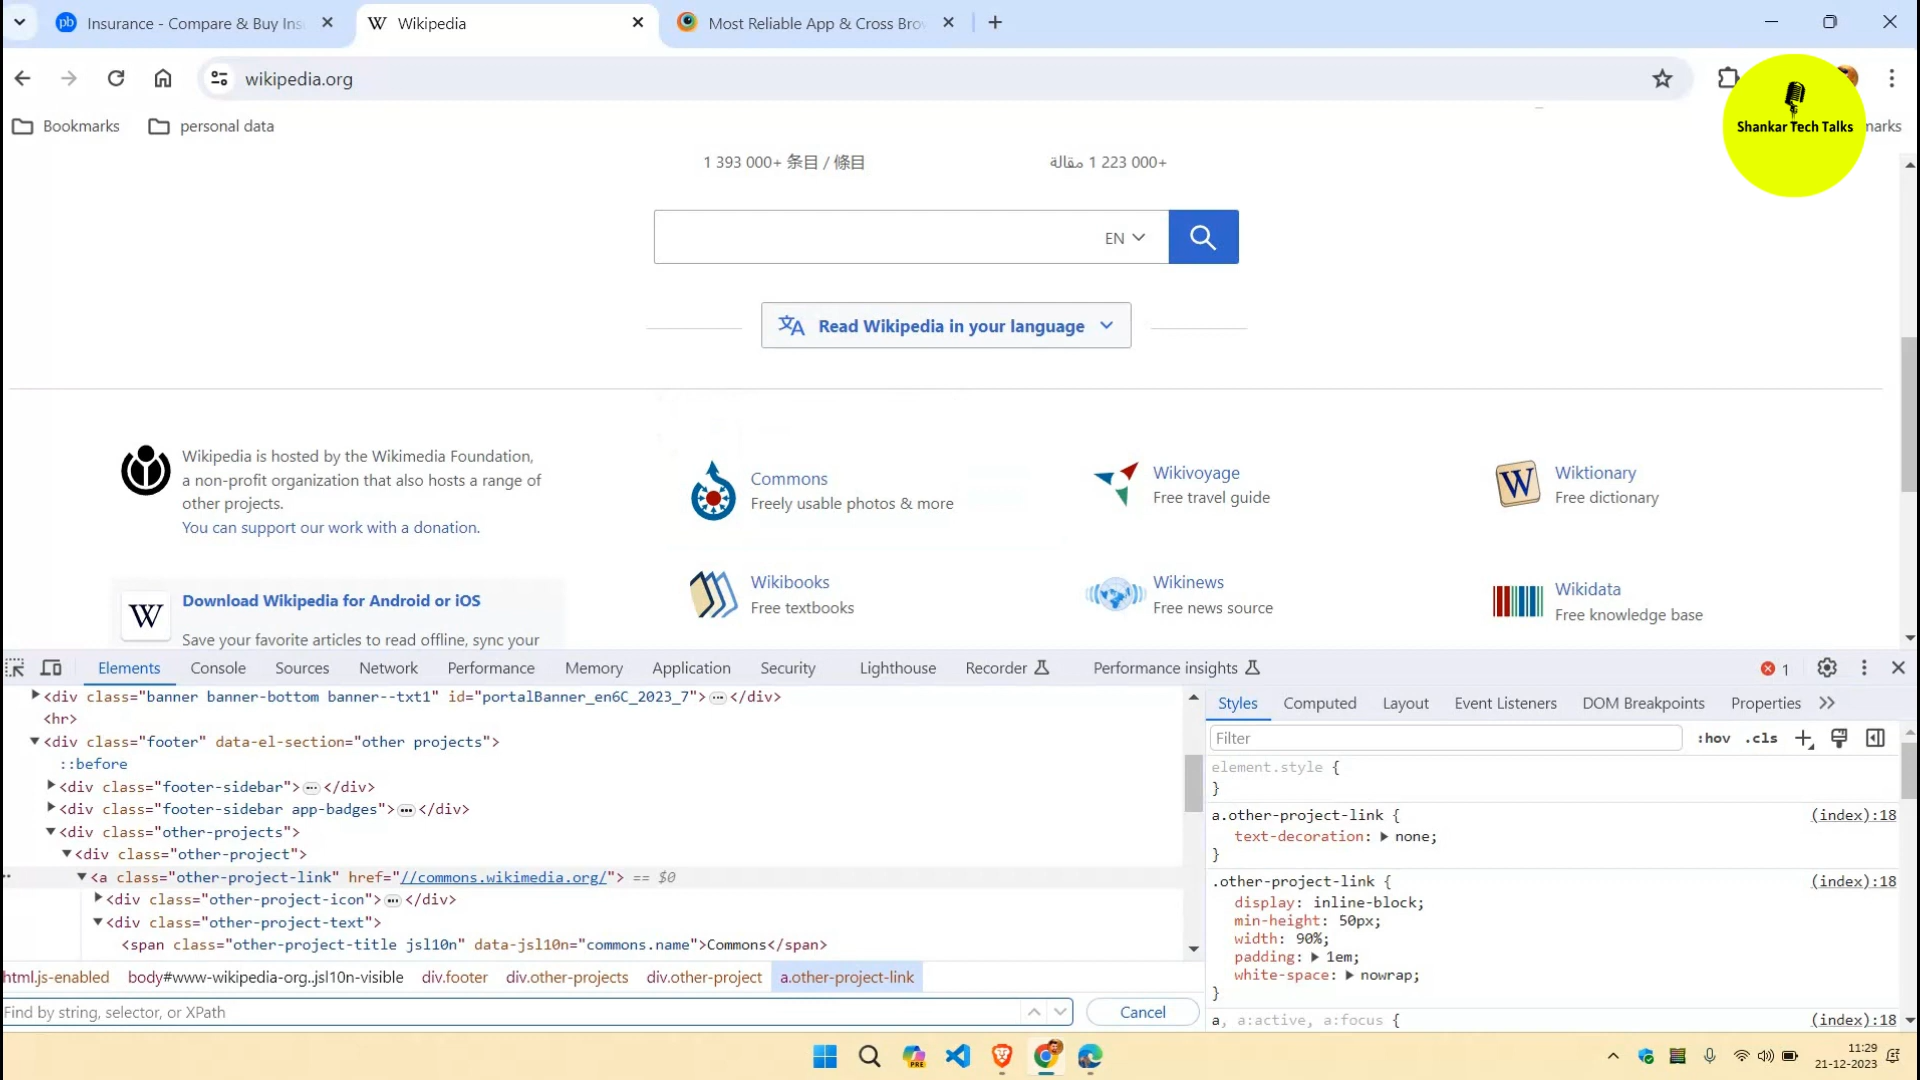 Insurance - Compare & Buy Ins
Wikipedia
Most Reliable App & Cross Bro
wikipedia.org
Bookmarks
personal data
Shankar Tech Talks
marks
1 393 000+ 条目 / 條目
1 223 000+ مقالة
EN
Read Wikipedia in your language
Wikipedia is hosted by the Wikimedia Foundation,
a non-profit organization that also hosts a range of
other projects.
You can support our work with a donation.
Commons
Freely usable photos & more
Wikivoyage
Free travel guide
Wiktionary
Free dictionary
Wikibooks
Free textbooks
Wikinews
Free news source
Wikidata
Free knowledge base
Download Wikipedia for Android or iOS
Save your favorite articles to read offline, sync your
Elements Console Sources Network Performance Memory Application Security Lighthouse Recorder Performance insights 1
<div class="banner banner-bottom banner--txt1" id="portalBanner_en6C_2023_7">…</div>
<hr>
<div class="footer" data-el-section="other projects">
::before
<div class="footer-sidebar">…</div>
<div class="footer-sidebar app-badges">…</div>
<div class="other-projects">
<div class="other-project">
<a class="other-project-link" href="//commons.wikimedia.org/"> == $0
<div class="other-project-icon">…</div>
<div class="other-project-text">
<span class="other-project-title jsl10n" data-jsl10n="commons.name">Commons</span>
html.js-enabled body#www-wikipedia-org.jsl10n-visible div.footer div.other-projects div.other-project a.other-project-link
Find by string, selector, or XPath
Cancel
Styles Computed Layout Event Listeners DOM Breakpoints Properties
Filter
:hov .cls
element.style {
}
a.other-project-link { (index):18
text-decoration: none;
}
.other-project-link { (index):18
display: inline-block;
min-height: 50px;
width: 90%;
padding: 1em;
white-space: nowrap;
}
a, a:active, a:focus { (index):18
PRE
11:29
21-12-2023